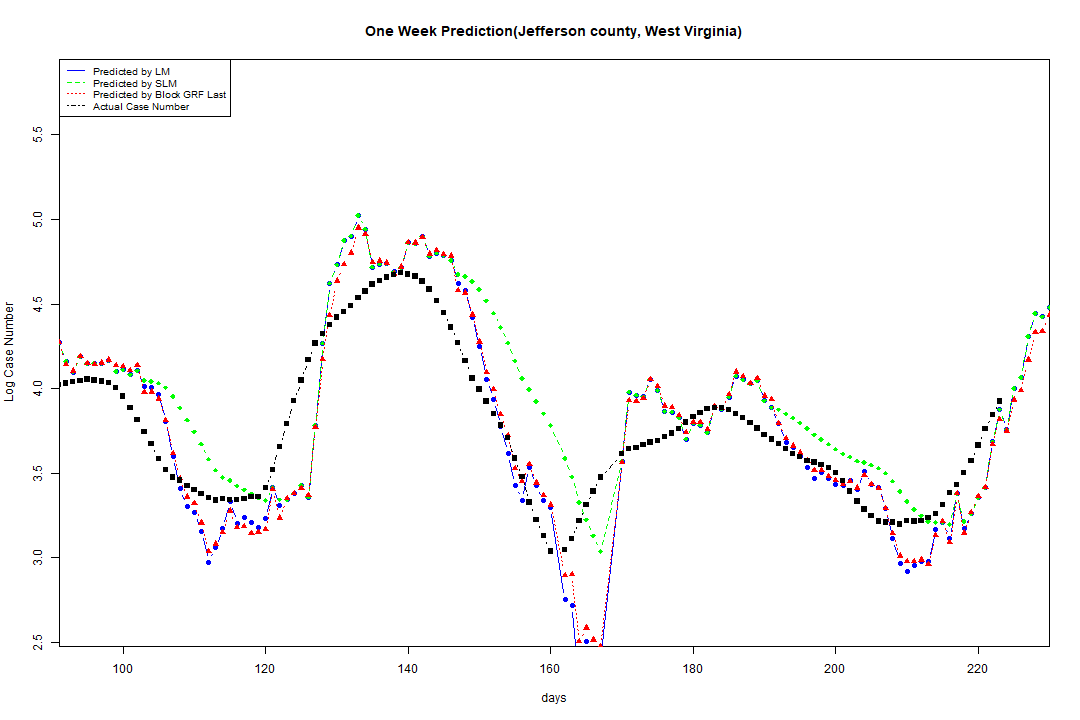 One Week Prediction(Jefferson county, West Virginia)
Predicted by LM
Predicted by SLM
Predicted by Block GRF Last
Actual Case Number
Log Case Number
5.5
5.0
4.5
4.0
3.5
3.0
2.5
100 120 140 160 180 200 220
days